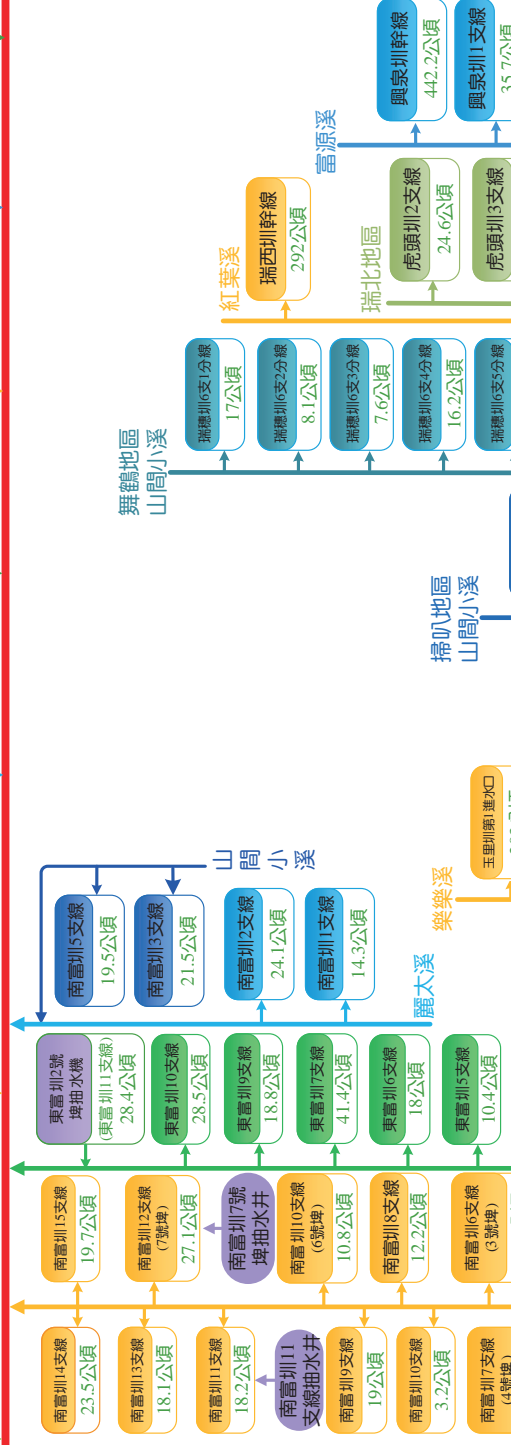 南富圳14支線
23.5公頃
南富圳13支線
18.1公頃
南富圳11支線
18.2公頃
南富圳11
支線抽水井
南富圳9支線
19公頃
南富圳10支線
3.2公頃
南富圳7支線
(4號埤)
南富圳15支線
19.7公頃
南富圳12支線
(7號埤)
27.1公頃
南富圳7號
埤抽水井
南富圳10支線
(6號埤)
10.8公頃
南富圳8支線
12.2公頃
南富圳6支線
(3號埤)
東富圳2號
埤抽水機
(東富圳11支線)
28.4公頃
東富圳10支線
28.5公頃
東富圳9支線
18.8公頃
東富圳7支線
41.4公頃
東富圳6支線
18公頃
東富圳5支線
10.4公頃
麗太溪
南富圳5支線
19.5公頃
南富圳3支線
21.5公頃
南富圳2支線
24.1公頃
南富圳1支線
14.3公頃
山間小溪
樂樂溪
玉里圳第1進水口
掃叭地區
山間小溪
舞鶴地區
山間小溪
瑞穗圳6支1分線
17公頃
瑞穗圳6支2分線
8.1公頃
瑞穗圳6支3分線
7.6公頃
瑞穗圳6支4分線
16.2公頃
瑞穗圳6支5分線
紅葉溪
瑞西圳幹線
292公頃
瑞北地區
虎頭圳2支線
24.6公頃
虎頭圳3支線
富源溪
興泉圳幹線
442.2公頃
興泉圳1支線
35.7公頃